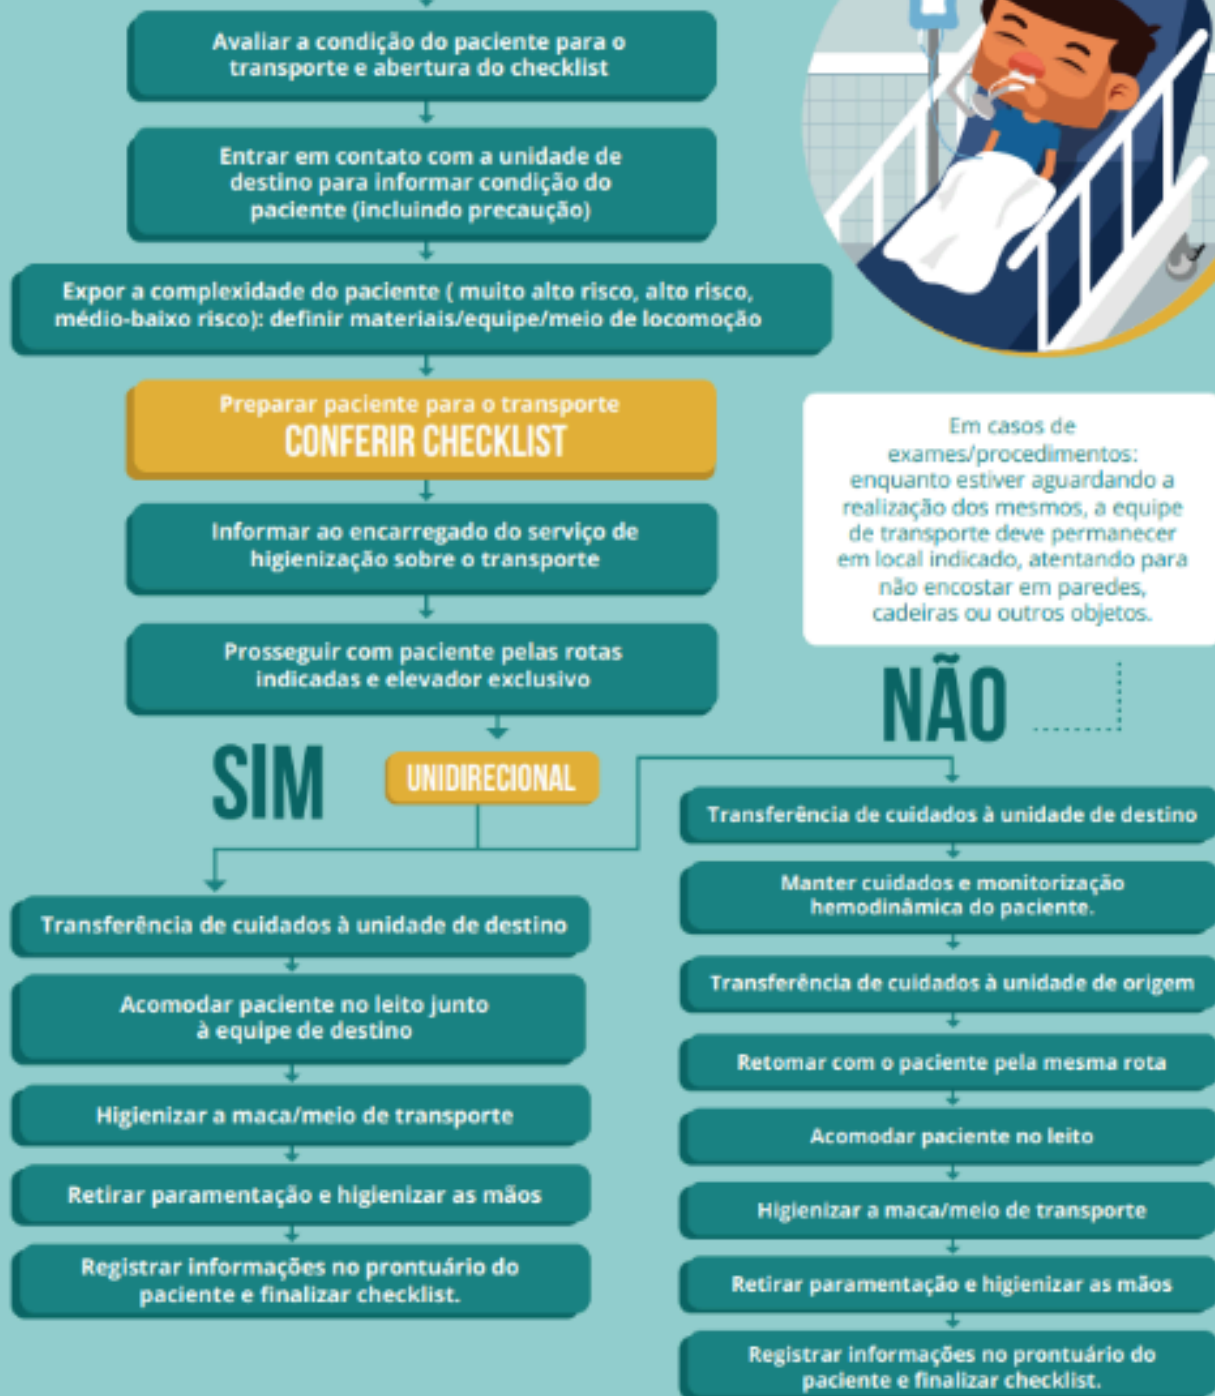 Avaliar a condição do paciente para o
transporte e abertura do checklist
Entrar em contato com a unidade de
destino para informar condição do
paciente (incluindo precaução)
Expor a complexidade do paciente ( muito alto risco, alto risco,
médio-baixo risco): definir materiais/equipe/meio de locomoção
Preparar paciente para o transporte
CONFERIR CHECKLIST
Informar ao encarregado do serviço de
higienização sobre o transporte
Prosseguir com paciente pelas rotas
indicadas e elevador exclusivo
Em casos de
exames/procedimentos:
enquanto estiver aguardando a
realização dos mesmos, a equipe
de transporte deve permanecer
em local indicado, atentando para
não encostar em paredes,
cadeiras ou outros objetos.
UNIDIRECIONAL
SIM
Transferência de cuidados à unidade de destino
Acomodar paciente no leito junto
à equipe de destino
Higienizar a maca/meio de transporte
Retirar paramentação e higienizar as mãos
Registrar informações no prontuário do
paciente e finalizar checklist.
NÃO
Transferência de cuidados à unidade de destino
Manter cuidados e monitorização
hemodinâmica do paciente.
Transferência de cuidados à unidade de origem
Retomar com o paciente pela mesma rota
Acomodar paciente no leito
Higienizar a maca/meio de transporte
Retirar paramentação e higienizar as mãos
Registrar informações no prontuário do
paciente e finalizar checklist.